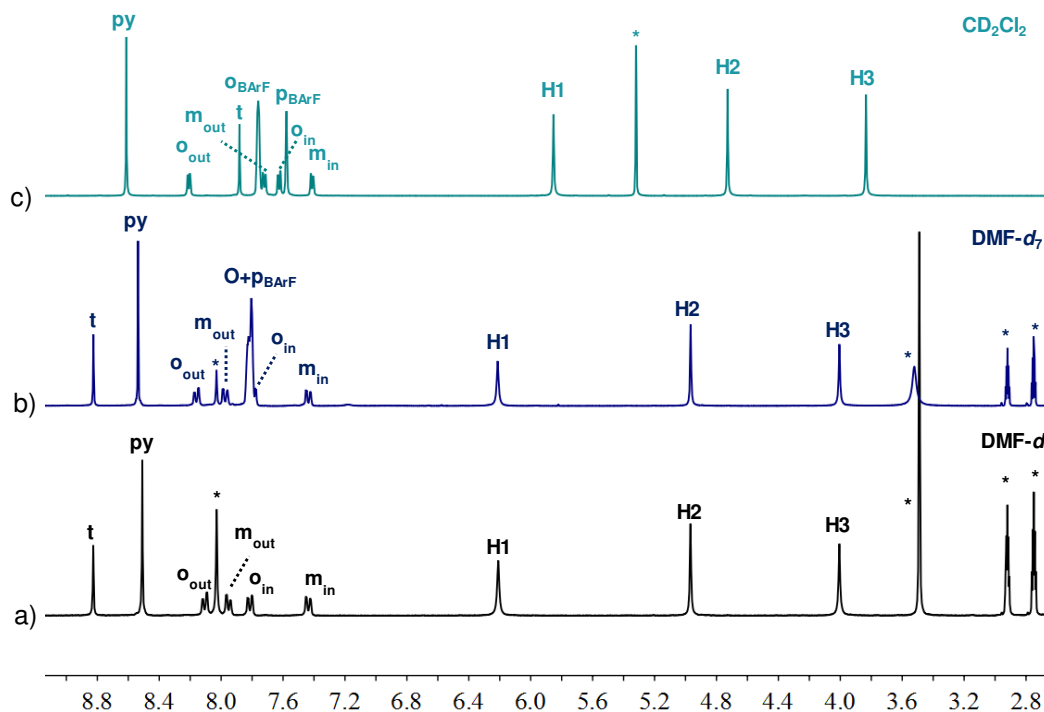 py
CD2Cl2
*
oBArF
H1
H2
H3
t
pBArF
mout
oin
oout
min
c)
py
DMF-d7
O+pBArF
t
mout
H1
H2
H3
*
*
oin
*
oout
*
min
b)
py
DMF-d
*
*
*
t
mout
H1
H2
H3
oout
oin
min
a)
8.8 8.4 8.0 7.6 7.2 6.8 6.4 6.0 5.6 5.2 4.8 4.4 4.0 3.6 3.2 2.8